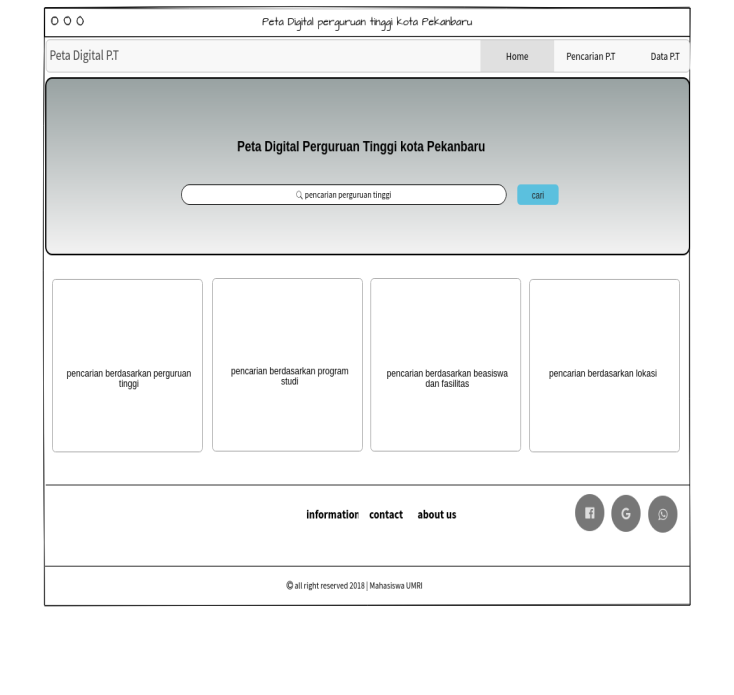 Peta Digital perguruan tinggi kota Pekanbaru
Peta Digital P.T
Home
Pencarian P.T
Data P.T
Peta Digital Perguruan Tinggi kota Pekanbaru
pencarian perguruan tinggi
cari
pencarian berdasarkan perguruan
tinggi
pencarian berdasarkan program
studi
pencarian berdasarkan beasiswa
dan fasilitas
pencarian berdasarkan lokasi
information
contact
about us
G
© all right reserved 2018 | Mahasiswa UMRI